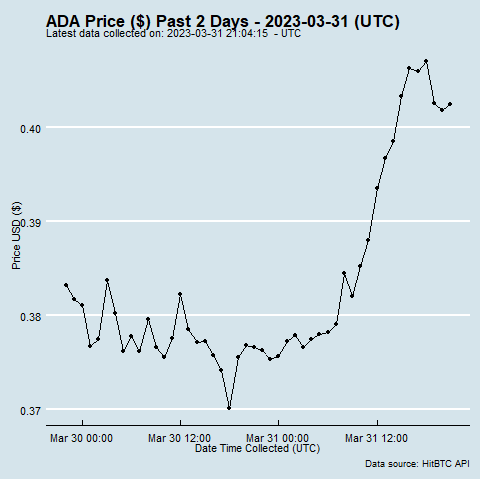 ADA Price ($) Past 2 Days - 2023-03-31 (UTC)
Latest data collected on: 2023-03-31 21:04:15  - UTC
0.40
0.39
0.38
0.37
Price USD ($)
Mar 30 00:00
Mar 30 12:00
Mar 31 00:00
Mar 31 12:00
Date Time Collected (UTC)
Data source: HitBTC API